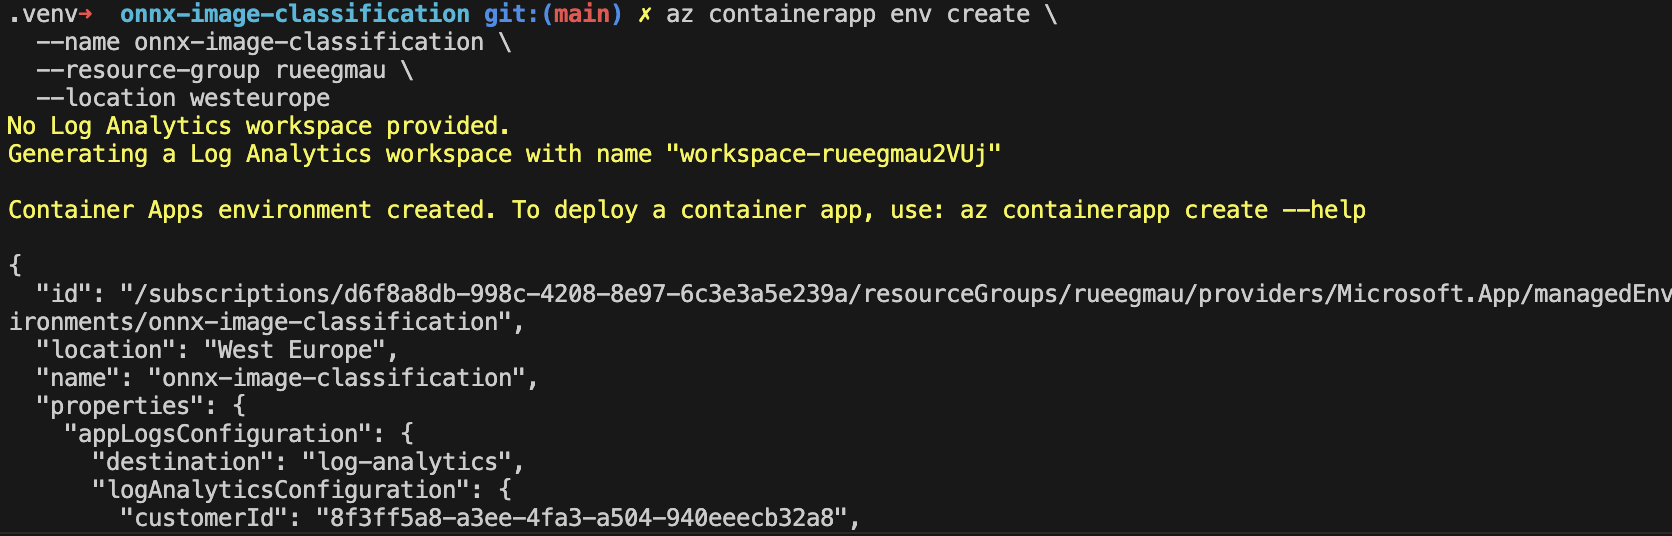 .venv➜  onnx-image-classification git:(main) ✗ az containerapp env create \
  --name onnx-image-classification \
  --resource-group rueegmau \
  --location westeurope
No Log Analytics workspace provided.
Generating a Log Analytics workspace with name "workspace-rueegmau2VUj"
Container Apps environment created. To deploy a container app, use: az containerapp create --help
{
  "id": "/subscriptions/d6f8a8db-998c-4208-8e97-6c3e3a5e239a/resourceGroups/rueegmau/providers/Microsoft.App/managedEnv
ironments/onnx-image-classification",
  "location": "West Europe",
  "name": "onnx-image-classification",
  "properties": {
    "appLogsConfiguration": {
      "destination": "log-analytics",
      "logAnalyticsConfiguration": {
        "customerId": "8f3ff5a8-a3ee-4fa3-a504-940eeecb32a8",